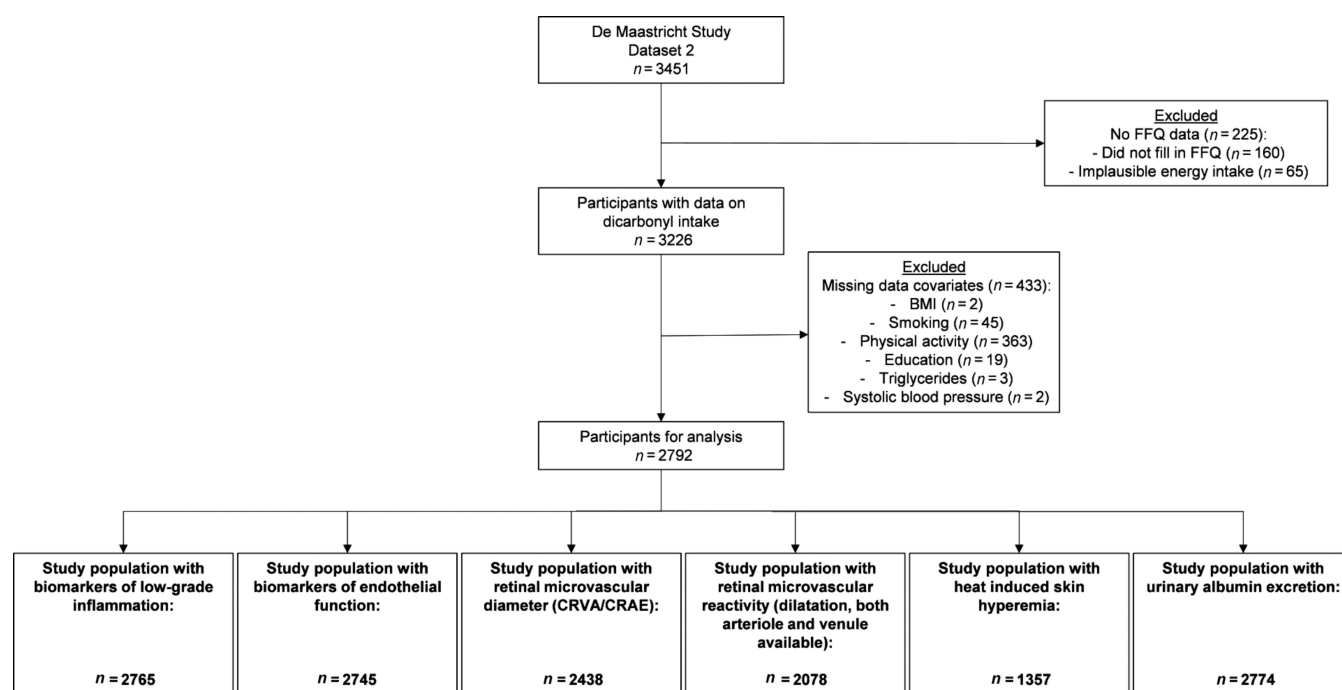 De Maastricht Study
Dataset 2
n = 3451
Excluded
No FFQ data (n = 225):
- Did not fill in FFQ (n = 160)
- Implausible energy intake (n = 65)
Participants with data on
dicarbonyl intake
n = 3226
Excluded
Missing data covariates (n = 433):
- BMI (n = 2)
- Smoking (n = 45)
- Physical activity (n = 363)
- Education (n = 19)
- Triglycerides (n = 3)
- Systolic blood pressure (n = 2)
Participants for analysis
n = 2792
Study population with
biomarkers of low-grade
inflammation:
n = 2765
Study population with
biomarkers of endothelial
function:
n = 2745
Study population with
retinal microvascular
diameter (CRVA/CRAE):
n = 2438
Study population with
retinal microvascular
reactivity (dilatation, both
arteriole and venule
available):
n = 2078
Study population with
heat induced skin
hyperemia:
n = 1357
Study population with
urinary albumin excretion:
n = 2774